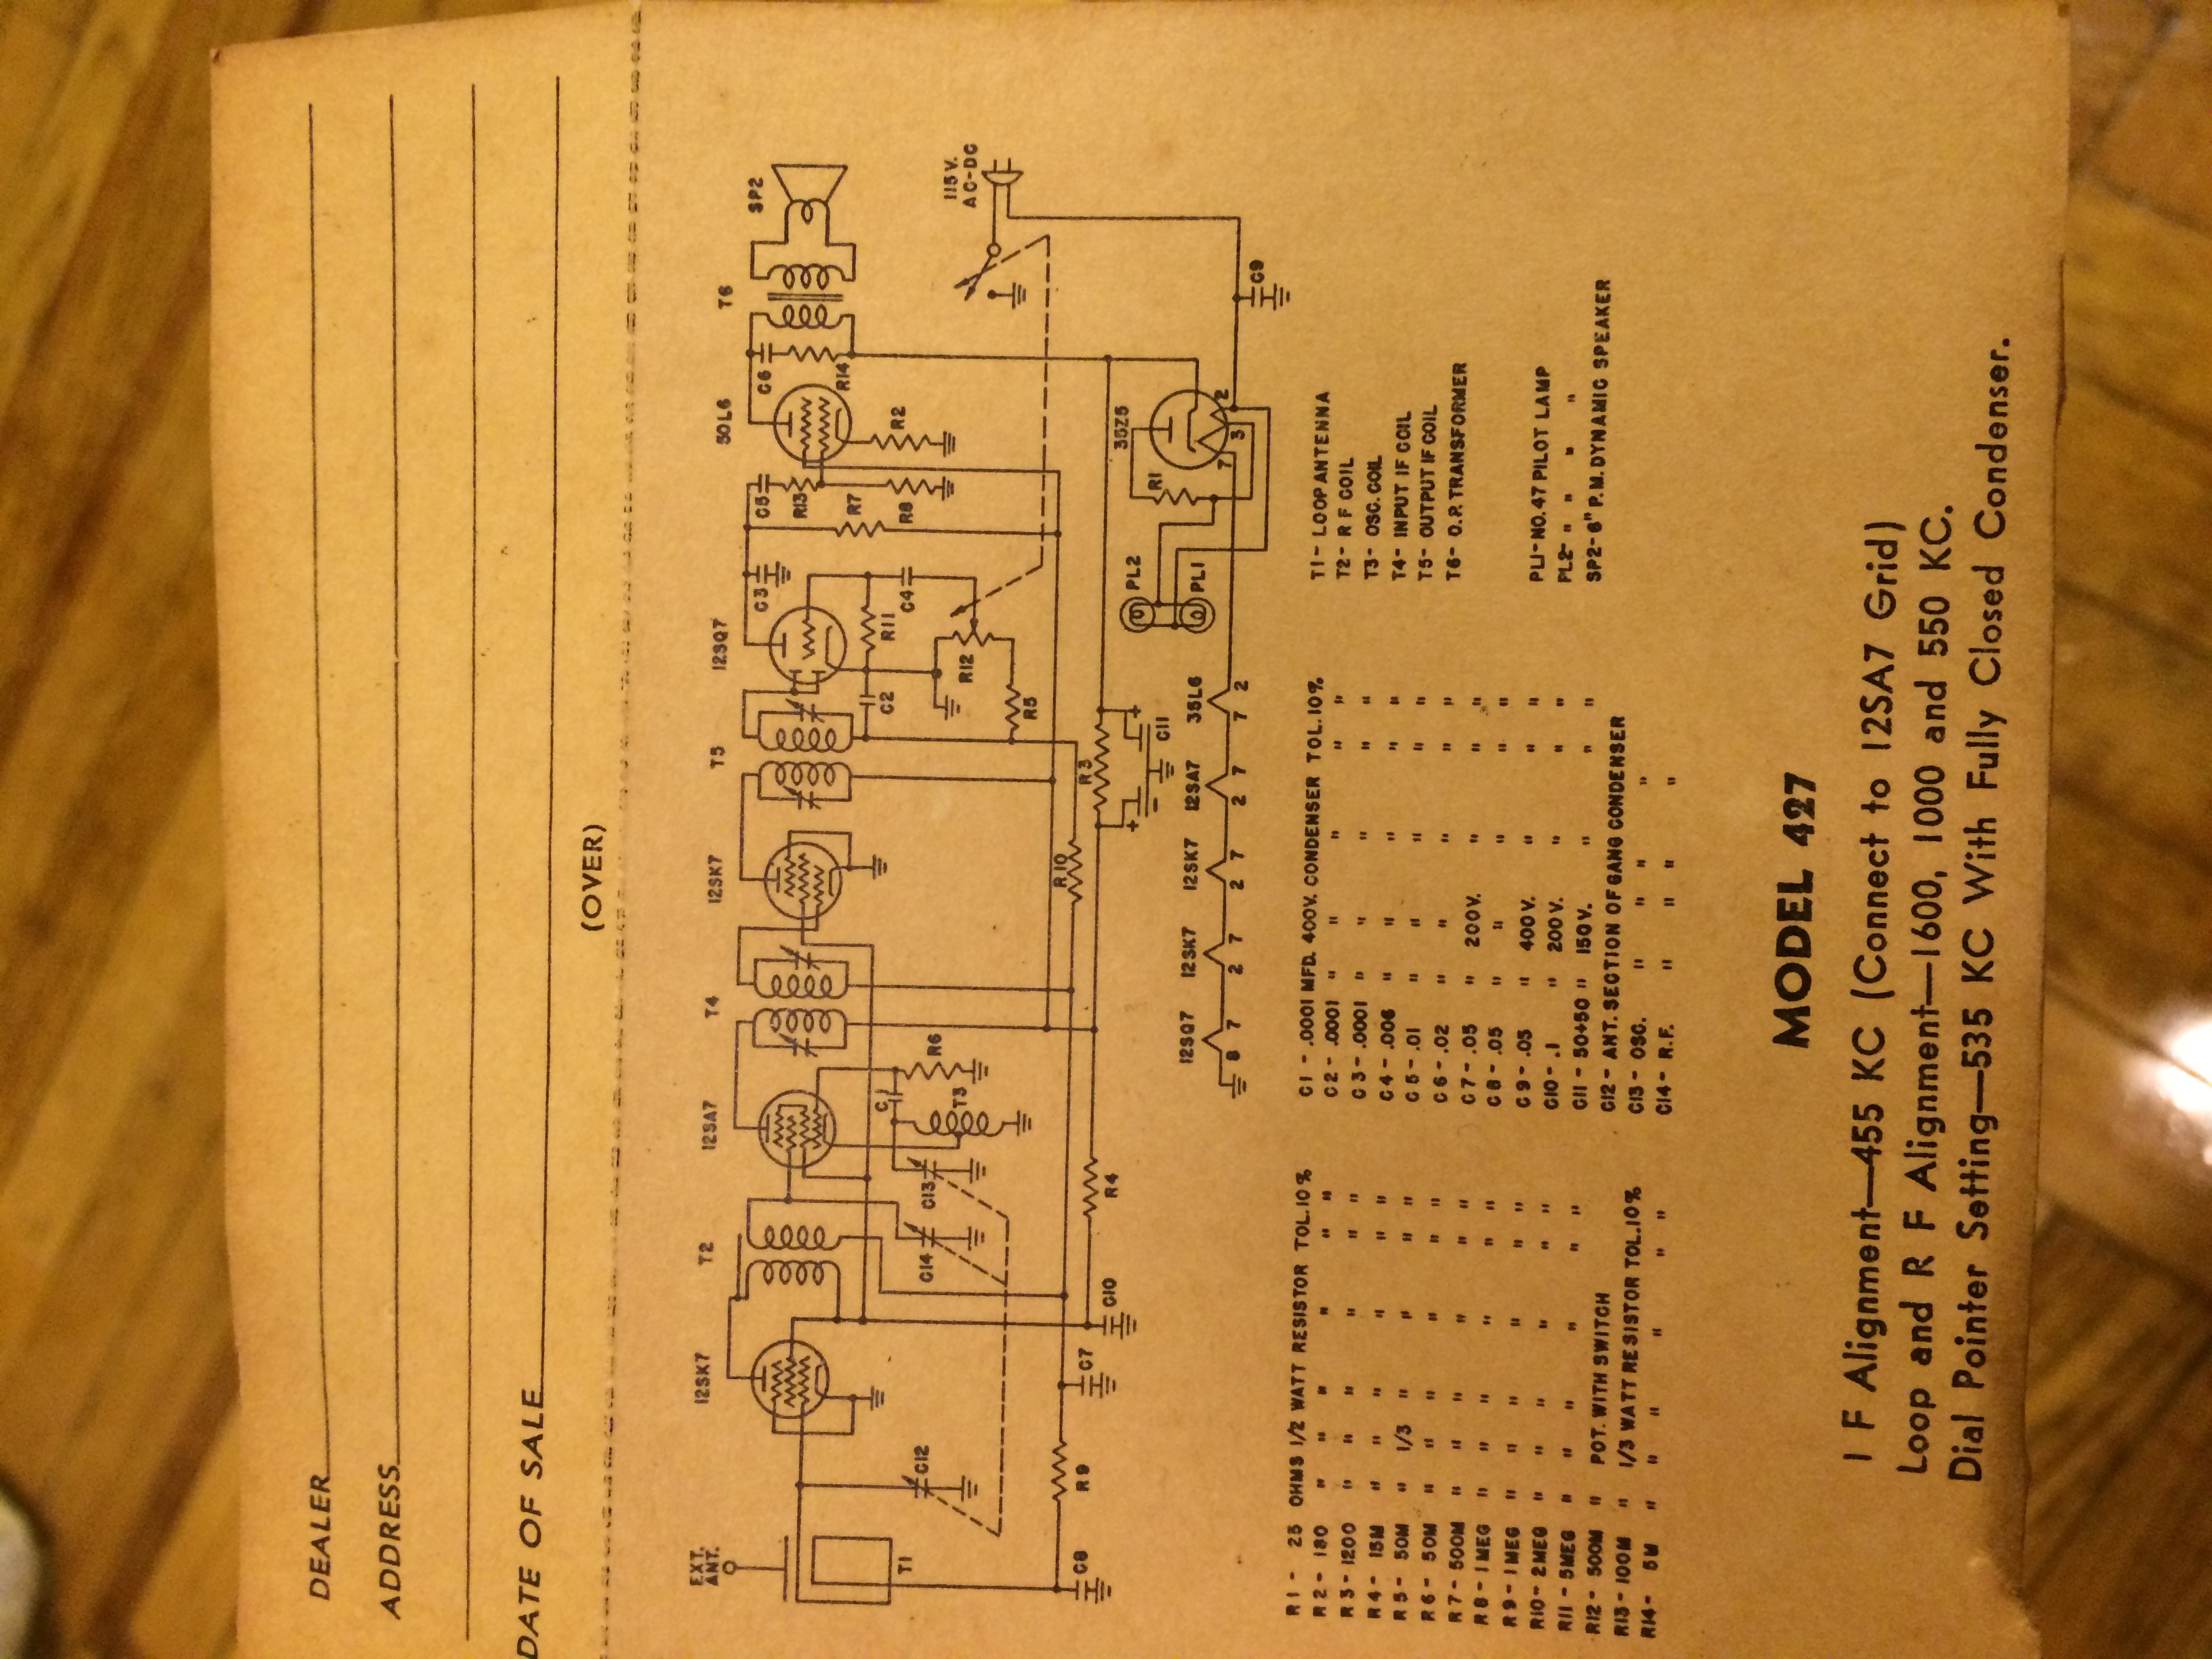 DEALER
ADDRESS
DATE OF SALE
(OVER)
EXT.
ANT.
12SK7
T2
12SA7
T4
12SK7
T5
12SQ7
50L6
T6
SP2
C3
C5
C6
R13
R14
R7
T1
C12
C14
C13
C1
R6
T3
C2
R11
C4
R8
R2
R12
R5
115V.
AC-DC
C8
R9
C7
C10
R4
R10
R3
C11
PL2
PL1
35Z5
R1
7
3
2
C9
12SQ7 12SK7 12SK7 12SA7 35L6
8 7 2 7 2 7 2 7 7 2
R1 - 25 OHMS 1/2 WATT RESISTOR TOL.10%
R2 - 180 " " " " " "
R3 - 1200 " " " " " "
R4 - 15M " " " " " "
R5 - 50M " 1/3 " " " "
R6 - 50M " " " " " "
R7 - 500M " " " " " "
R8 - 1MEG " " " " " "
R9 - 1MEG " " " " " "
R10 - 2MEG " " " " " "
R11 - 5MEG " " " " " "
R12 - 500M " POT. WITH SWITCH
R13 - 100M " 1/3 WATT RESISTOR TOL.10%
R14 - 5M " " " " " "
C1 - .0001 MFD. 400V. CONDENSER TOL.10%
C2 - .0001 " " " " "
C3 - .0001 " " " " "
C4 - .006 " " " " "
C5 - .01 " " " " "
C6 - .02 " " " " "
C7 - .05 " 200V. " " "
C8 - .05 " " " " "
C9 - .05 " 400V. " " "
C10 - .1 " 200V. " " "
C11 - 50+50 " 150V. " " "
C12 - ANT. SECTION OF GANG CONDENSER
C13 - OSC. " " " "
C14 - R.F. " " " "
T1 - LOOP ANTENNA
T2 - R F COIL
T3 - OSC. COIL
T4 - INPUT IF COIL
T5 - OUTPUT IF COIL
T6 - O.P. TRANSFORMER
PL1 - NO. 47 PILOT LAMP
PL2 - " " " "
SP2 - 6" P.M. DYNAMIC SPEAKER
MODEL 427
I F Alignment—455 KC (Connect to 12SA7 Grid)
Loop and R F Alignment—1600, 1000 and 550 KC.
Dial Pointer Setting—535 KC With Fully Closed Condenser.